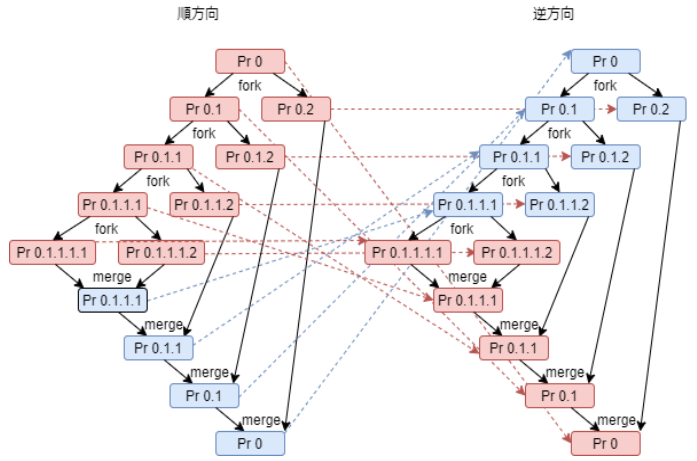 順方向 逆方向
Pr 0 Pr 0
fork fork
Pr 0.1 Pr 0.2 Pr 0.1 Pr 0.2
fork fork
Pr 0.1.1 Pr 0.1.2 Pr 0.1.1 Pr 0.1.2
fork fork
Pr 0.1.1.1 Pr 0.1.1.2 Pr 0.1.1.1 Pr 0.1.1.2
fork fork
Pr 0.1.1.1.1 Pr 0.1.1.1.2 Pr 0.1.1.1.1 Pr 0.1.1.1.2
merge merge
Pr 0.1.1.1 Pr 0.1.1.1
merge merge
Pr 0.1.1 Pr 0.1.1
merge merge
Pr 0.1 Pr 0.1
merge merge
Pr 0 Pr 0